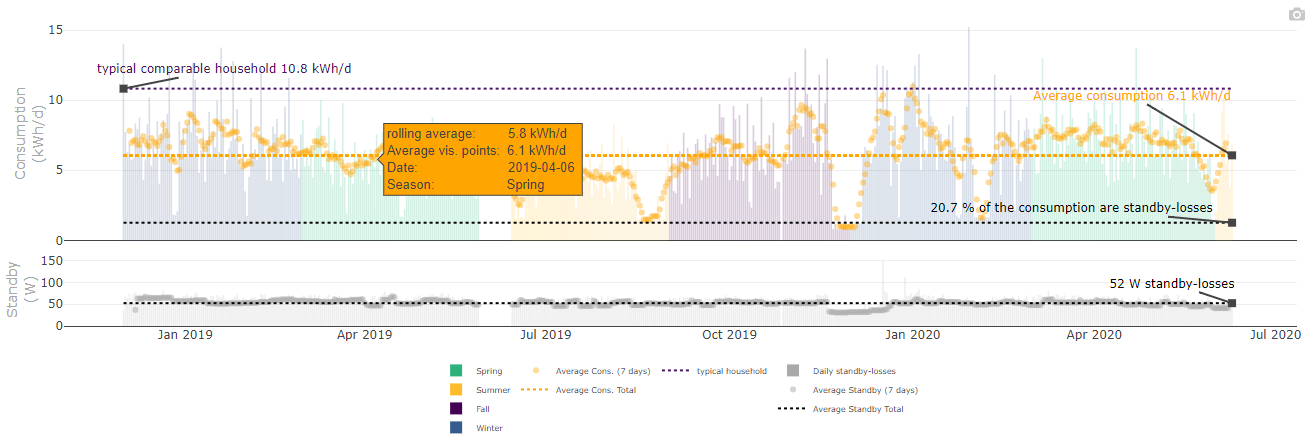 15
typical comparable household 10.8 kWh/d
10
Average consumption 6.1 kWh/d
Consumption
(kWh/d)
rolling average: 5.8 kWh/d
Average vis. points: 6.1 kWh/d
Date: 2019-04-06
Season: Spring
5
20.7 % of the consumption are standby-losses
0
150
100
52 W standby-losses
Standby
(W)
50
0
Jan 2019 Apr 2019 Jul 2019 Oct 2019 Jan 2020 Apr 2020 Jul 2020
Spring Average Cons. (7 days) typical household Daily standby-losses
Summer Average Cons. Total Average Standby (7 days)
Fall Average Standby Total
Winter